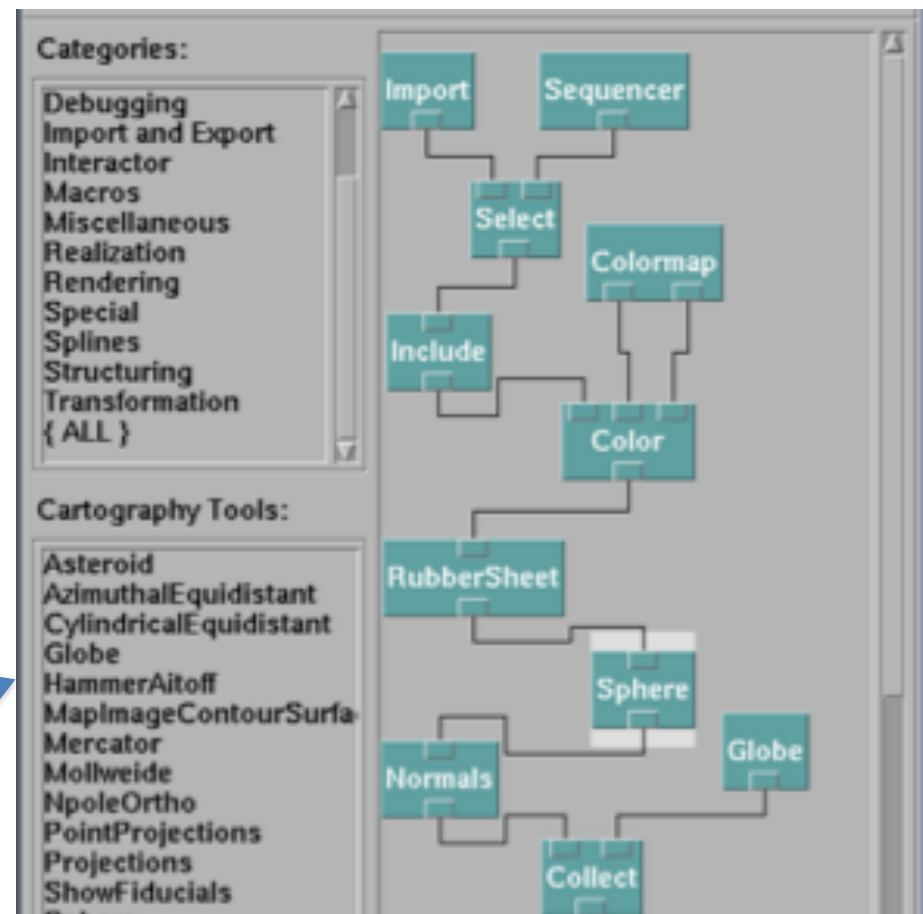 Categories:
Debugging
Import and Export
Interactor
Macros
Miscellaneous
Realization
Rendering
Special
Splines
Structuring
Transformation
{ ALL }
Cartography Tools:
Asteroid
AzimuthalEquidistant
CylindricalEquidistant
Globe
HammerAitoff
MapImageContourSurfa
Mercator
Mollweide
NpoleOrtho
PointProjections
Projections
ShowFiducials
Import
Sequencer
Select
Colormap
Include
Color
RubberSheet
Sphere
Globe
Normals
Collect